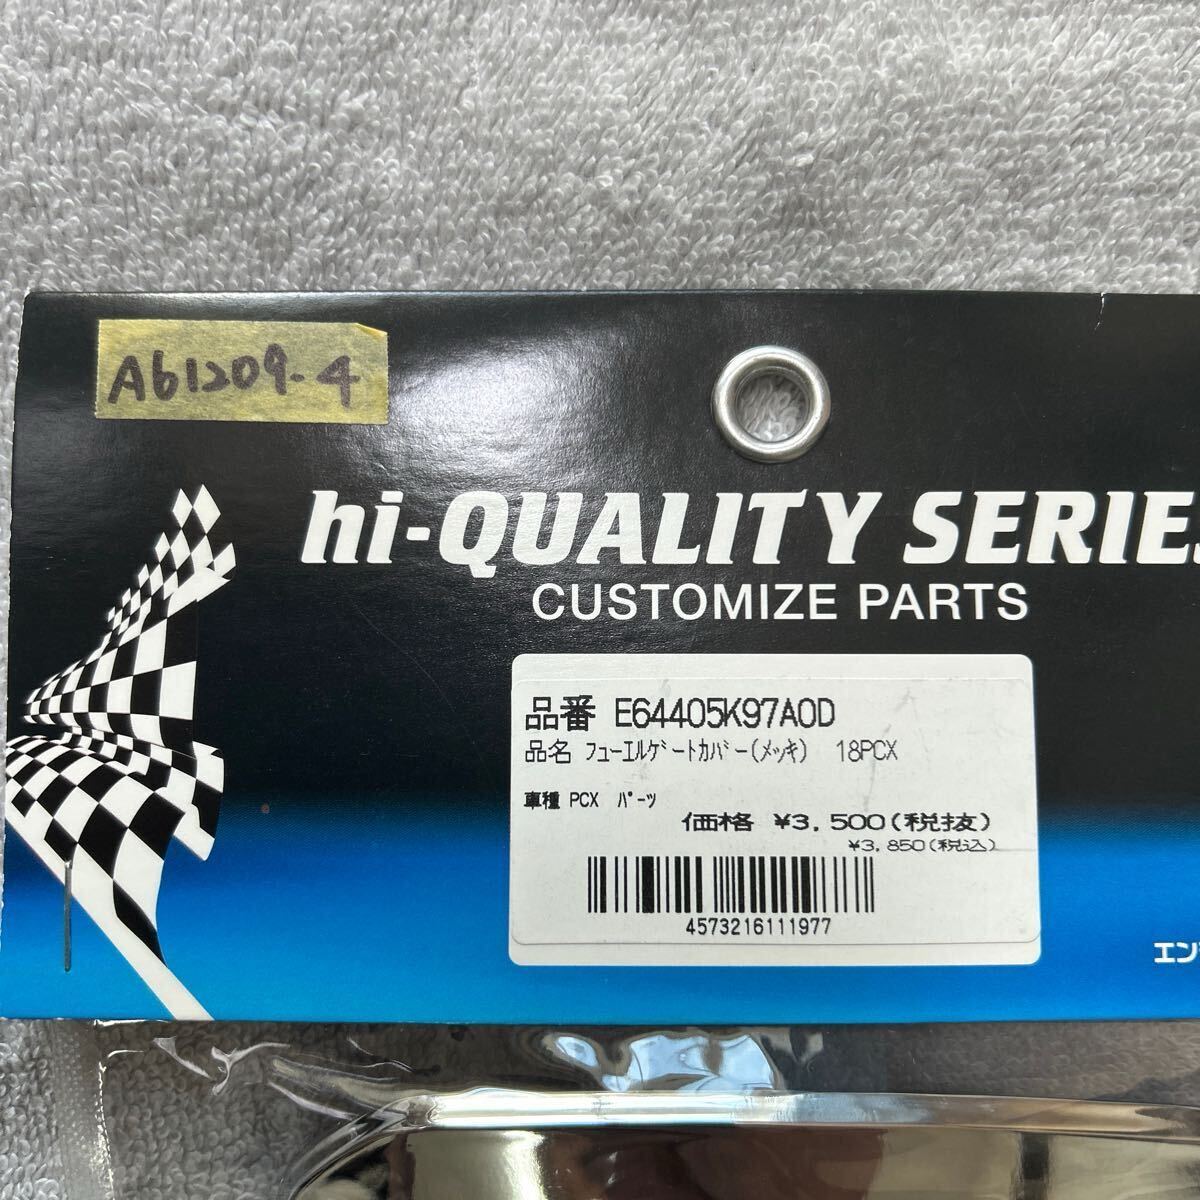 A61209-4
hi-QUALITY SERIES
CUSTOMIZE PARTS
品番 E64405K97A0D
品名 フューエルゲートカバー(メッキ) 18PCX
車種 PCX パーツ
価格 ¥3,500(税抜)
¥3,850(税込)
4573216111977
エン